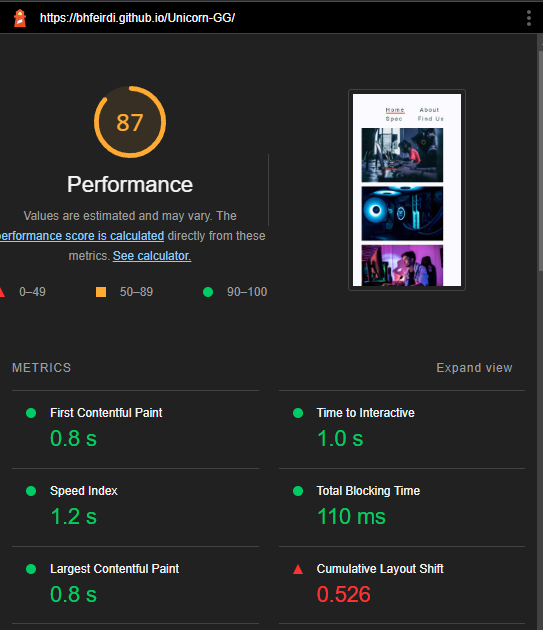 https://bhfeirdi.github.io/Unicorn-GG/
87
Performance
Values are estimated and may vary. The
performance score is calculated directly from these
metrics. See calculator.
0–49 50–89 90–100
Home About
Spec Find Us
METRICS Expand view
First Contentful Paint
0.8 s
Time to Interactive
1.0 s
Speed Index
1.2 s
Total Blocking Time
110 ms
Largest Contentful Paint
0.8 s
Cumulative Layout Shift
0.526